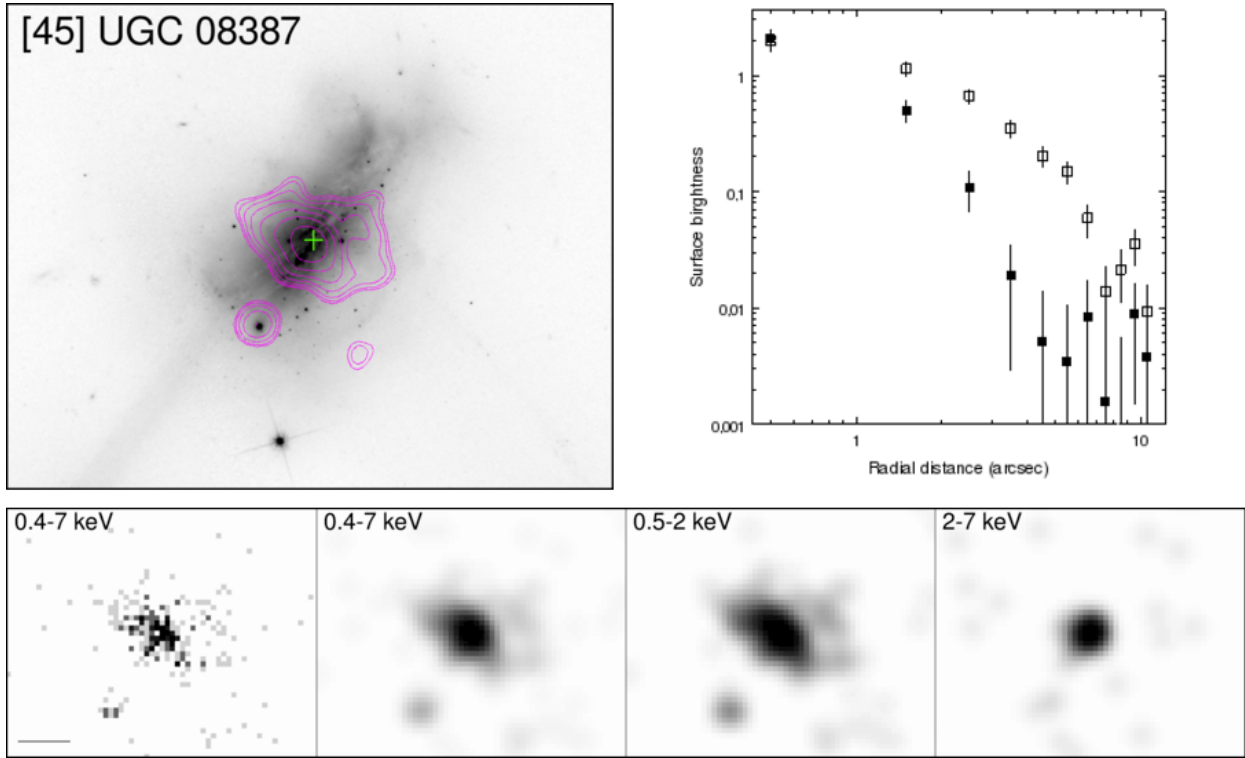 [45] UGC 08387
1
0,1
0,01
0,001
Surface birghtness
1
10
Radial distance (arcsec)
0.4-7 keV
0.4-7 keV
0.5-2 keV
2-7 keV